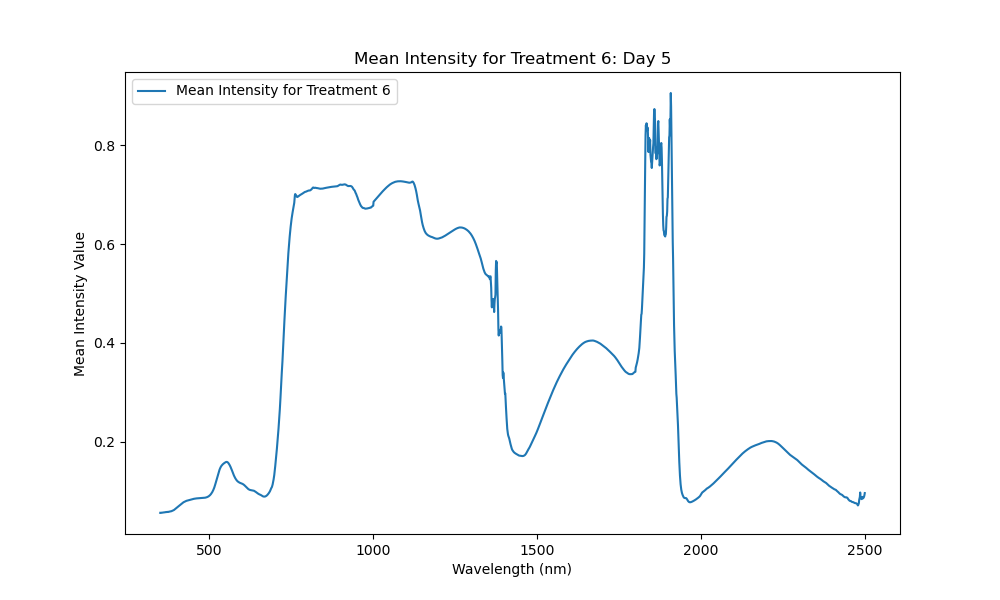 Mean Intensity for Treatment 6: Day 5
Mean Intensity for Treatment 6
Mean Intensity Value
0.8
0.6
0.4
0.2
500 1000 1500 2000 2500
Wavelength (nm)